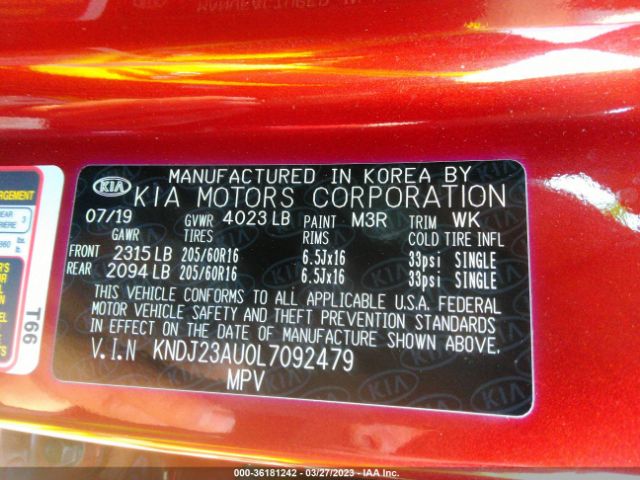 MANUFACTURED IN KOREA BY
KIA KIA MOTORS CORPORATION
07/19 GVWR 4023 LB PAINT M3R TRIM WK
GAWR TIRES RIMS COLD TIRE INFL
FRONT 2315 LB 205/60R16 6.5Jx16 33psi SINGLE
REAR 2094 LB 205/60R16 6.5Jx16 33psi SINGLE
THIS VEHICLE CONFORMS TO ALL APPLICABLE U.S.A. FEDERAL
MOTOR VEHICLE SAFETY AND THEFT PREVENTION STANDARDS
IN EFFECT ON THE DATE OF MANUFACTURE SHOWN ABOVE.
V.I.N KNDJ23AU0L7092479
MPV
T66
000-36181242 - 03/27/2023 - IAA Inc.